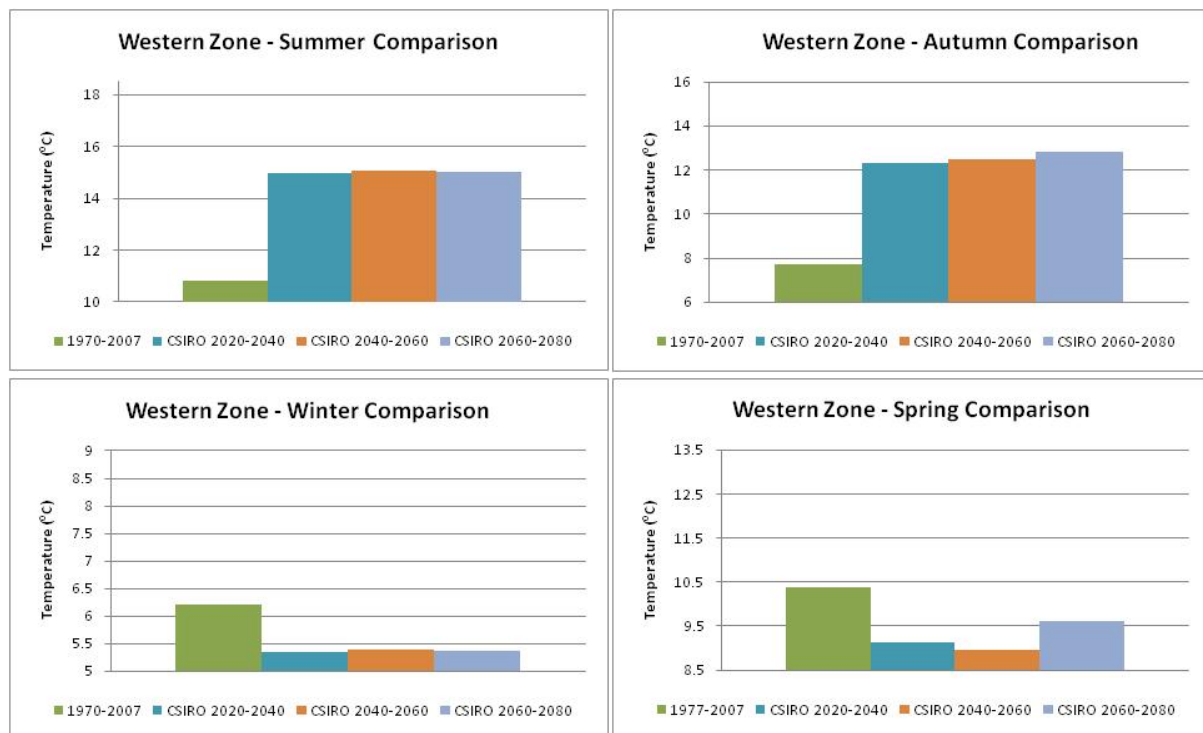 Western Zone - Summer Comparison
Temperature (⁰C)
18
16
14
12
10
1970-2007 CSIRO 2020-2040 CSIRO 2040-2060 CSIRO 2060-2080
Western Zone - Autumn Comparison
Temperature (⁰C)
16
14
12
10
8
6
1970-2007 CSIRO 2020-2040 CSIRO 2040-2060 CSIRO 2060-2080
Western Zone - Winter Comparison
Temperature (⁰C)
9
8.5
8
7.5
7
6.5
6
5.5
5
1970-2007 CSIRO 2020-2040 CSIRO 2040-2060 CSIRO 2060-2080
Western Zone - Spring Comparison
Temperature (⁰C)
13.5
12.5
11.5
10.5
9.5
8.5
1977-2007 CSIRO 2020-2040 CSIRO 2040-2060 CSIRO 2060-2080